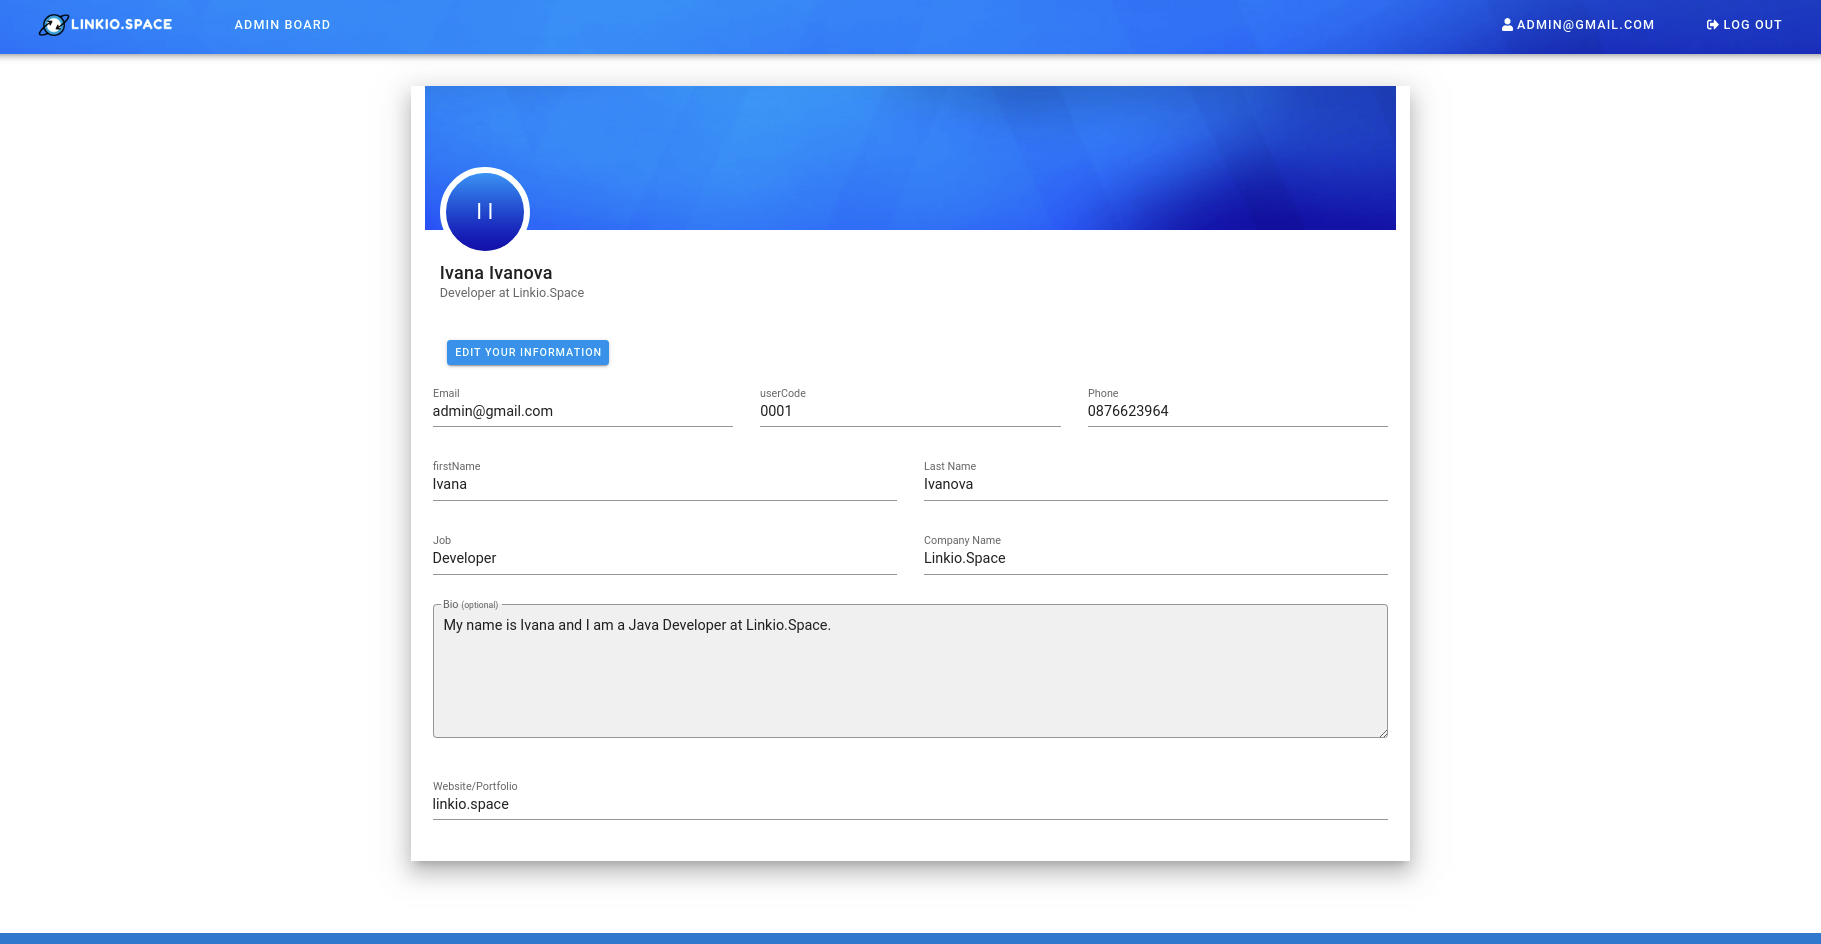 LINKIO.SPACE ADMIN BOARD ADMIN@GMAIL.COM LOG OUT
I I
Ivana Ivanova
Developer at Linkio.Space
EDIT YOUR INFORMATION
Email userCode Phone
admin@gmail.com 0001 0876623964
firstName Last Name
Ivana Ivanova
Job Company Name
Developer Linkio.Space
Bio (optional)
My name is Ivana and I am a Java Developer at Linkio.Space.
Website/Portfolio
linkio.space